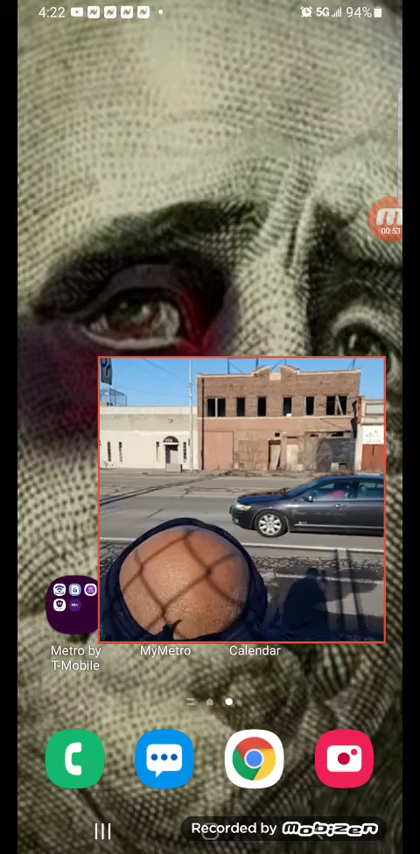 4:22
5G 94%
00:53
Metro by
T-Mobile
MyMetro
Calendar
Recorded by mobizen